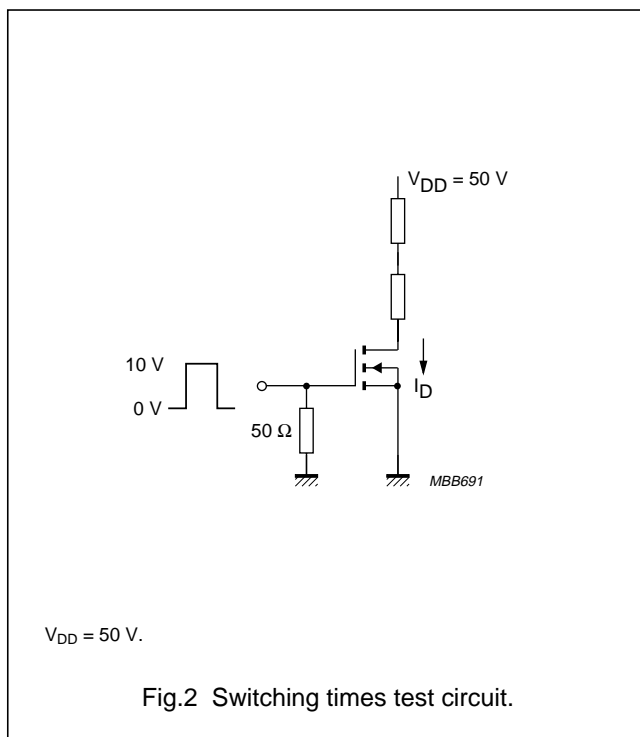 V_DD = 50 V
10 V
0 V
50 Ω
I_D
MBB691
V_DD = 50 V.
Fig.2 Switching times test circuit.